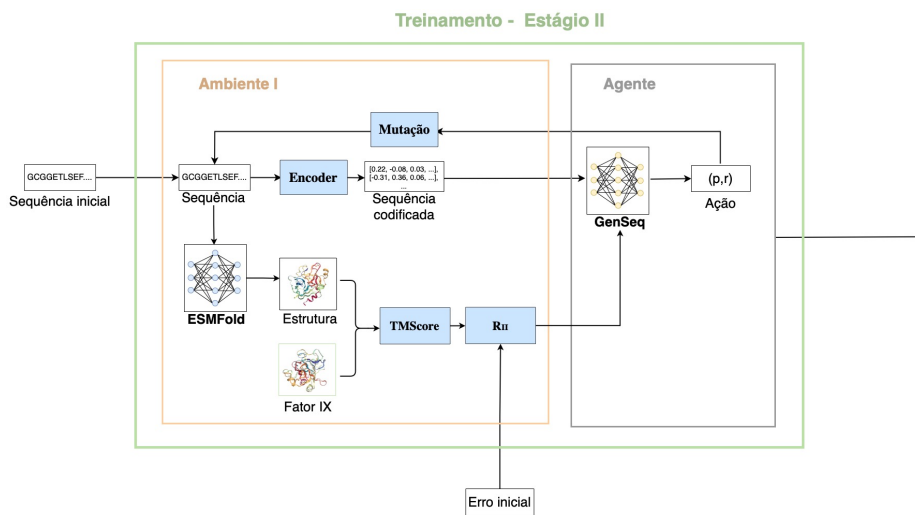 Treinamento - Estágio II
Ambiente I
Agente
Mutação
GCGGETLSEF....
Sequência inicial
GCGGETLSEF....
Sequência
Encoder
[0.22, -0.08, 0.03, ...],
[-0.31, 0.36, 0.06, ...],
...
Sequência
codificada
GenSeq
(p,r)
Ação
ESMFold
Estrutura
TMScore
RII
Fator IX
Erro inicial